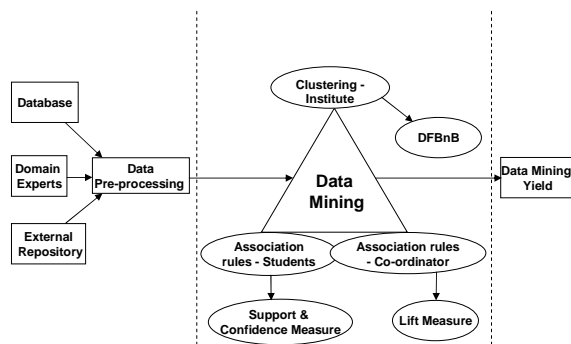 Clustering -
Institute
Database
DFBnB
Domain
Experts
Data
Pre-processing
Data
Mining
Data Mining
Yield
External
Repository
Association
rules - Students
Association rules
- Co-ordinator
Support &
Confidence Measure
Lift Measure